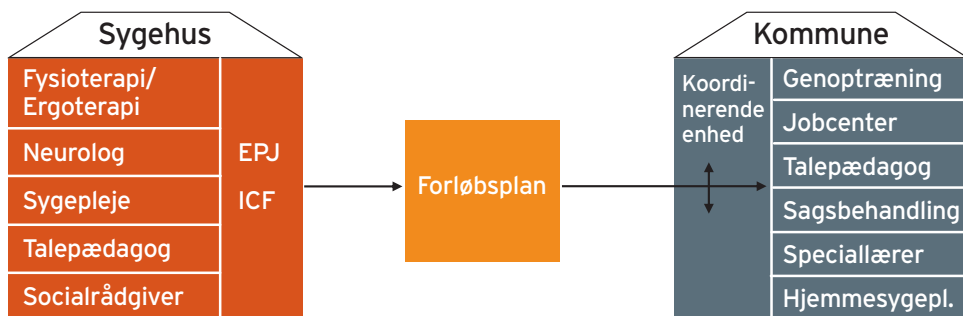 Sygehus
Fysioterapi/
Ergoterapi
Neurolog
Sygepleje
Talepædagog
Socialrådgiver
EPJ
ICF
Forløbsplan
Kommune
Koordi-
nerende
enhed
Genoptræning
Jobcenter
Talepædagog
Sagsbehandling
Speciallærer
Hjemmesygepl.